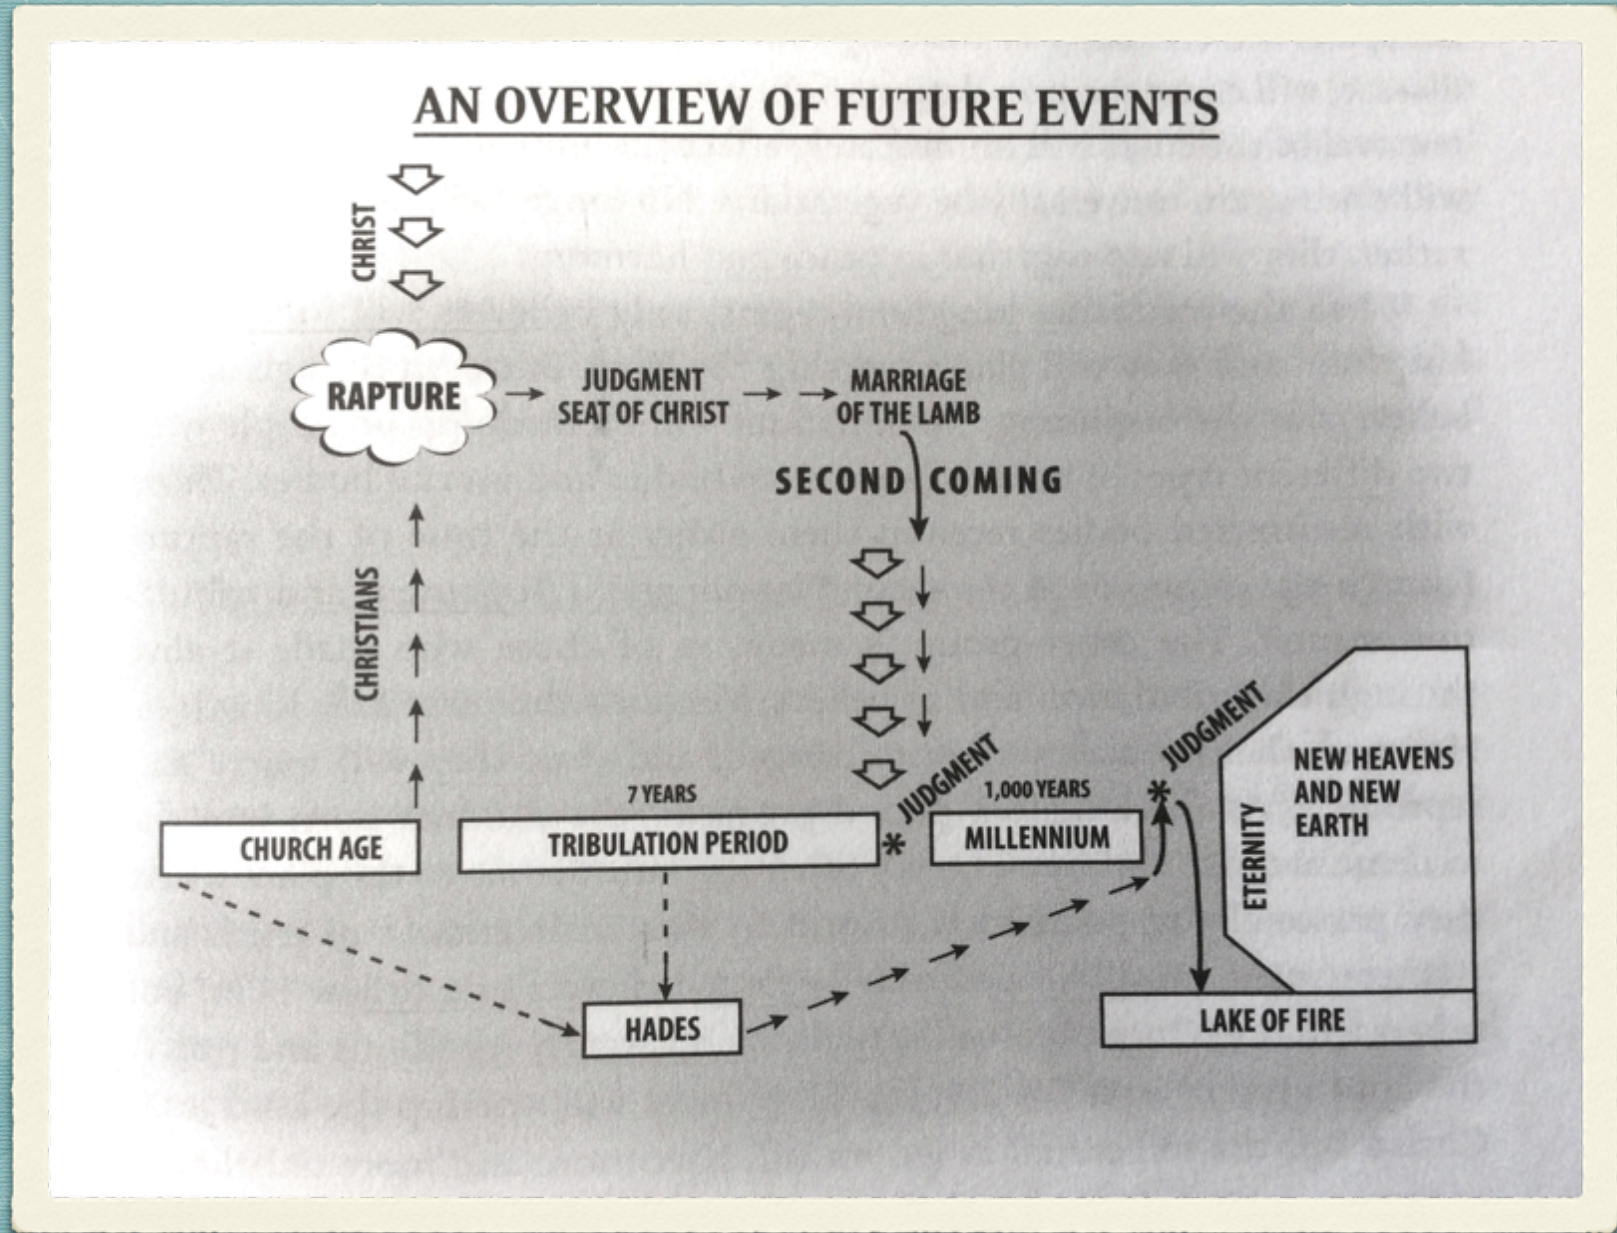 AN OVERVIEW OF FUTURE EVENTS
CHRIST
RAPTURE
JUDGMENT
SEAT OF CHRIST
MARRIAGE
OF THE LAMB
SECOND COMING
CHRISTIANS
JUDGMENT
JUDGMENT
7 YEARS
1,000 YEARS
CHURCH AGE
TRIBULATION PERIOD
*
MILLENNIUM
*
ETERNITY
NEW HEAVENS
AND NEW
EARTH
HADES
LAKE OF FIRE